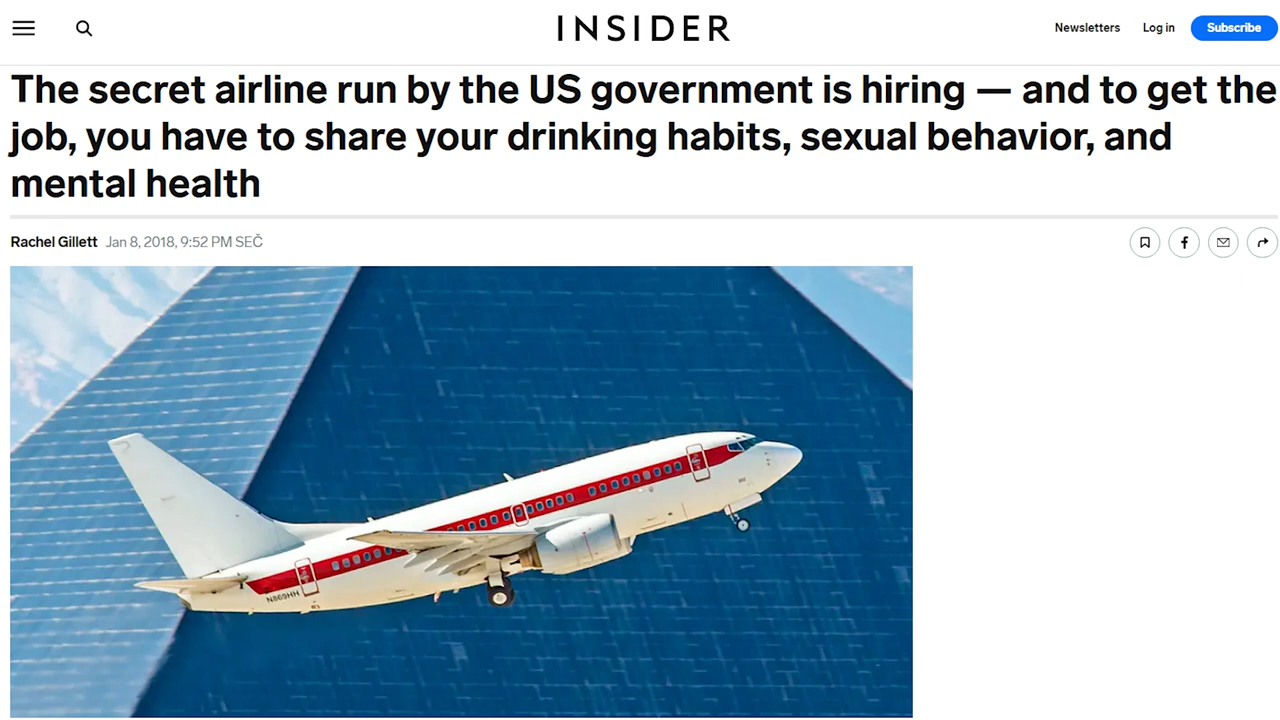 INSIDER
Newsletters Log in Subscribe
The secret airline run by the US government is hiring — and to get the
job, you have to share your drinking habits, sexual behavior, and
mental health
Rachel Gillett Jan 8, 2018, 9:52 PM SEČ
N869HH